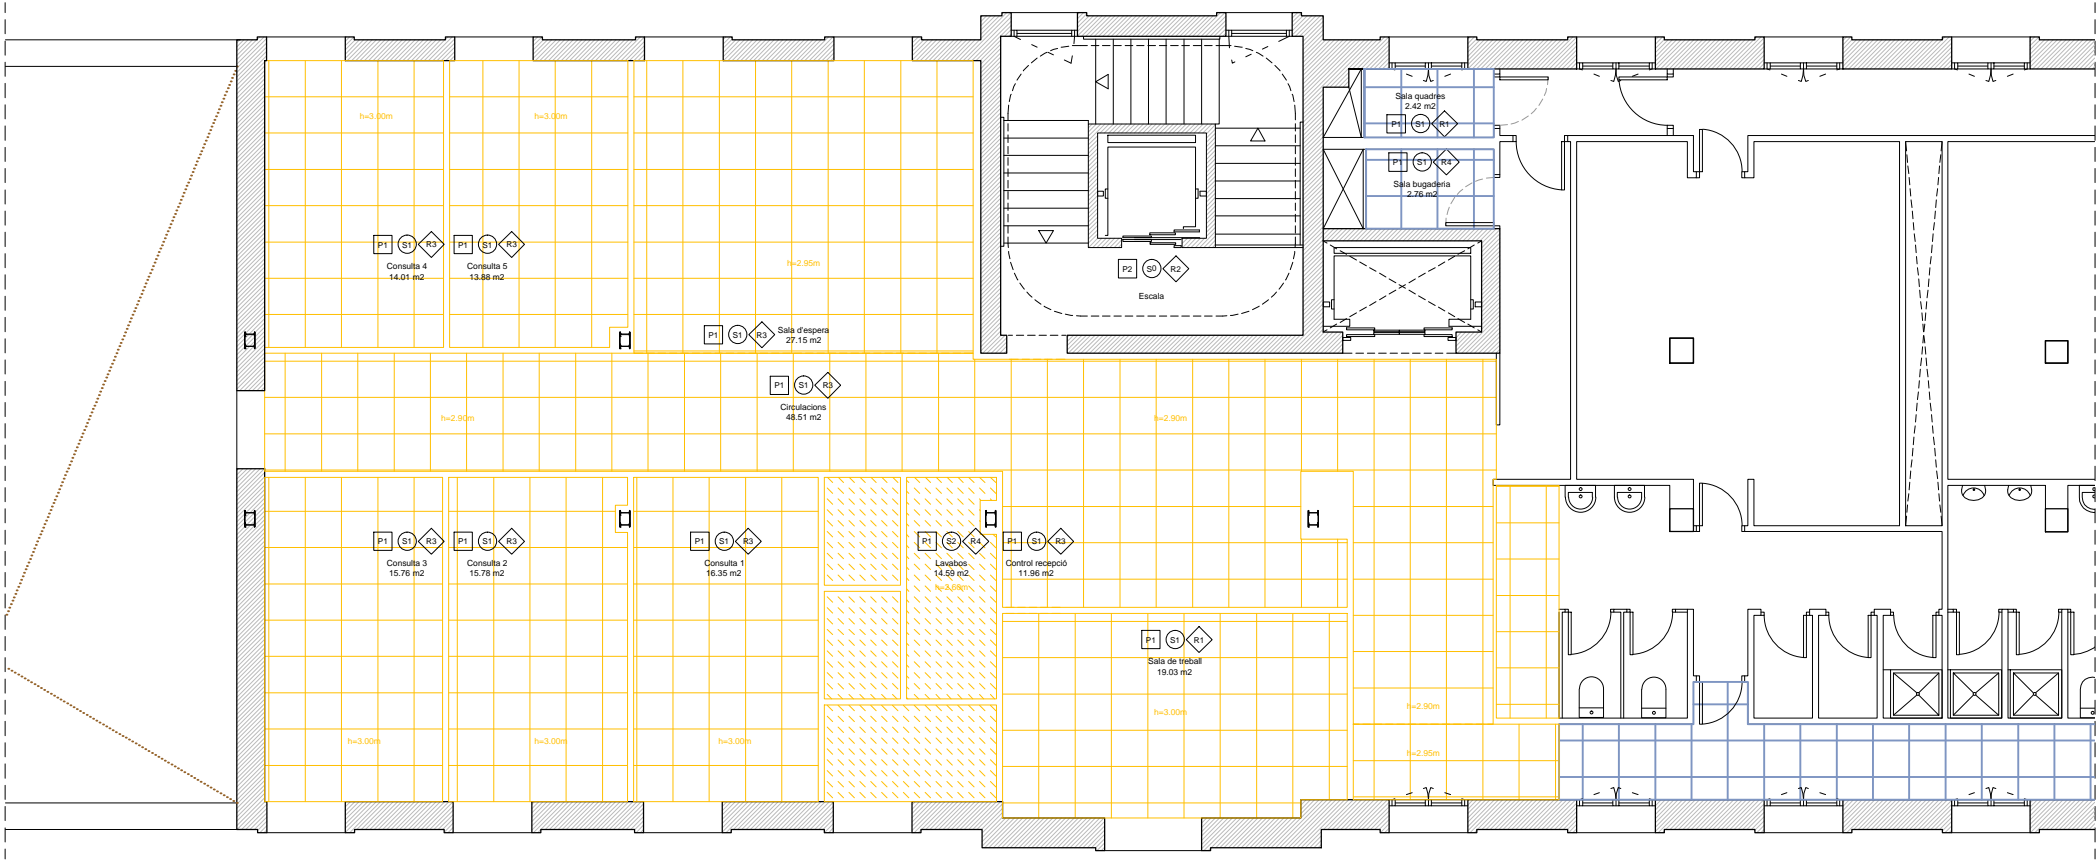 h=3.00m
h=3.00m
Sala quadres
2.42 m2
P1 S1 R1
P1 S1 R4
Sala bugaderia
2.76 m2
P1 S1 R3
Consulta 4
14.01 m2
P1 S1 R3
Consulta 5
13.88 m2
h=2.95m
P2 S0 R2
Escala
P1 S1 R3
Sala d'espera
27.15 m2
P1 S1 R3
Circulacions
48.51 m2
h=2.90m
h=2.90m
P1 S1 R3
Consulta 3
15.76 m2
P1 S1 R3
Consulta 2
15.78 m2
P1 S1 R3
Consulta 1
16.35 m2
P1 S2 R4
Lavabos
14.59 m2
P1 S1 R3
Control recepció
11.96 m2
P1 S1 R1
Sala de treball
19.03 m2
h=3.00m
h=2.90m
h=3.00m
h=3.00m
h=3.00m
h=2.95m